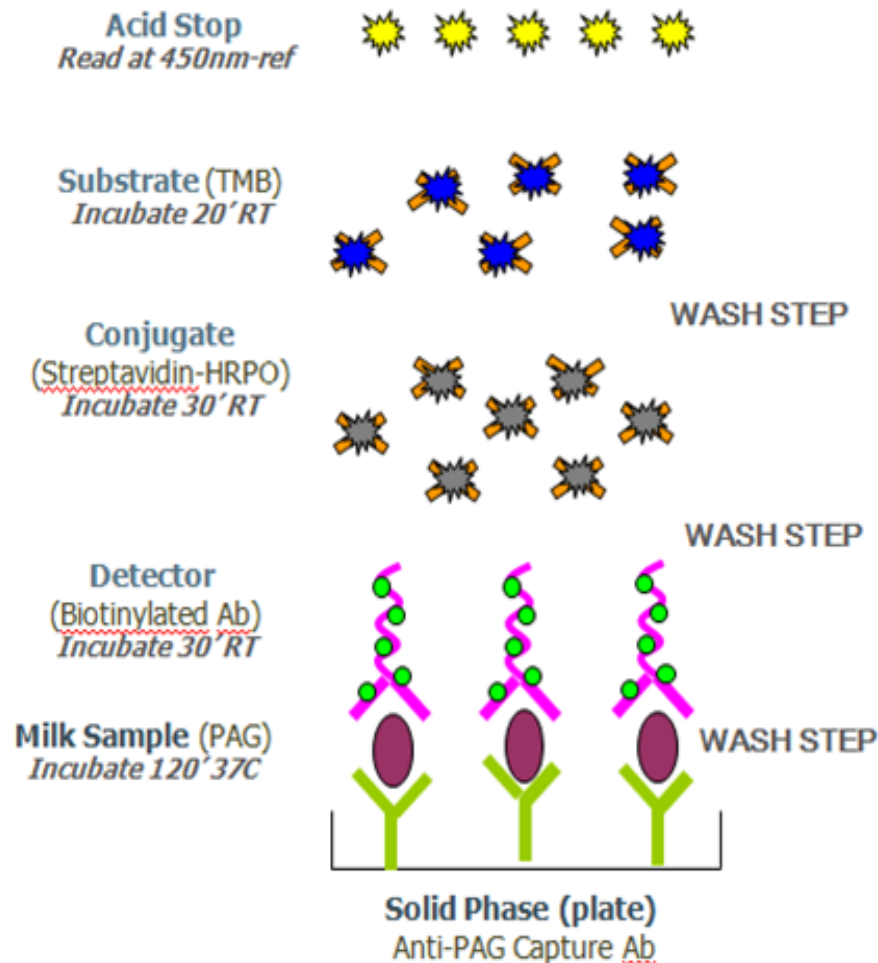 Acid Stop
Read at 450nm-ref
Substrate (TMB)
Incubate 20´ RT
WASH STEP
Conjugate
(Streptavidin-HRPO)
Incubate 30´ RT
WASH STEP
Detector
(Biotinylated Ab)
Incubate 30´ RT
Milk Sample (PAG)
WASH STEP
Incubate 120´ 37C
Solid Phase (plate)
Anti-PAG Capture Ab